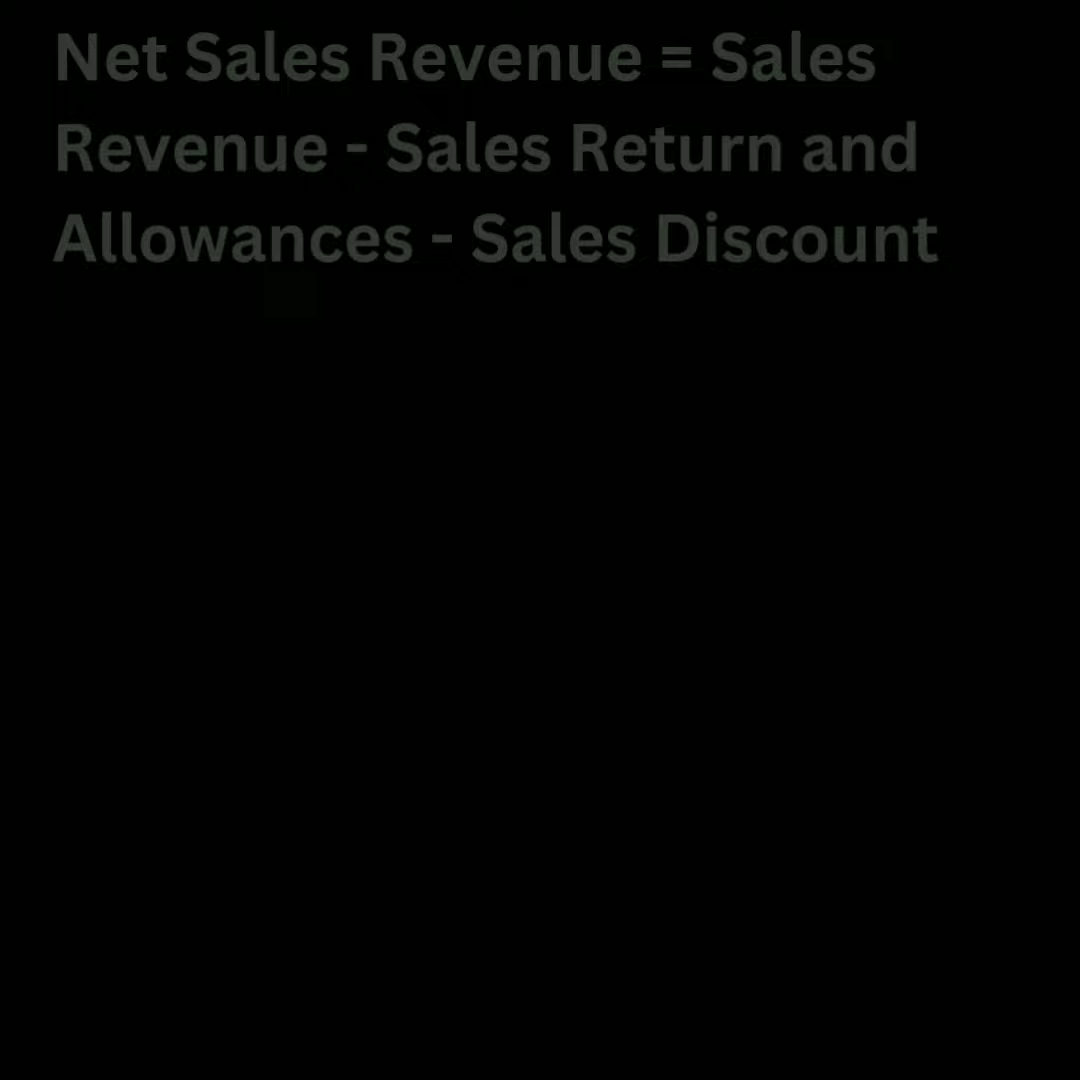 Net Sales Revenue = Sales
Revenue - Sales Return and
Allowances - Sales Discount